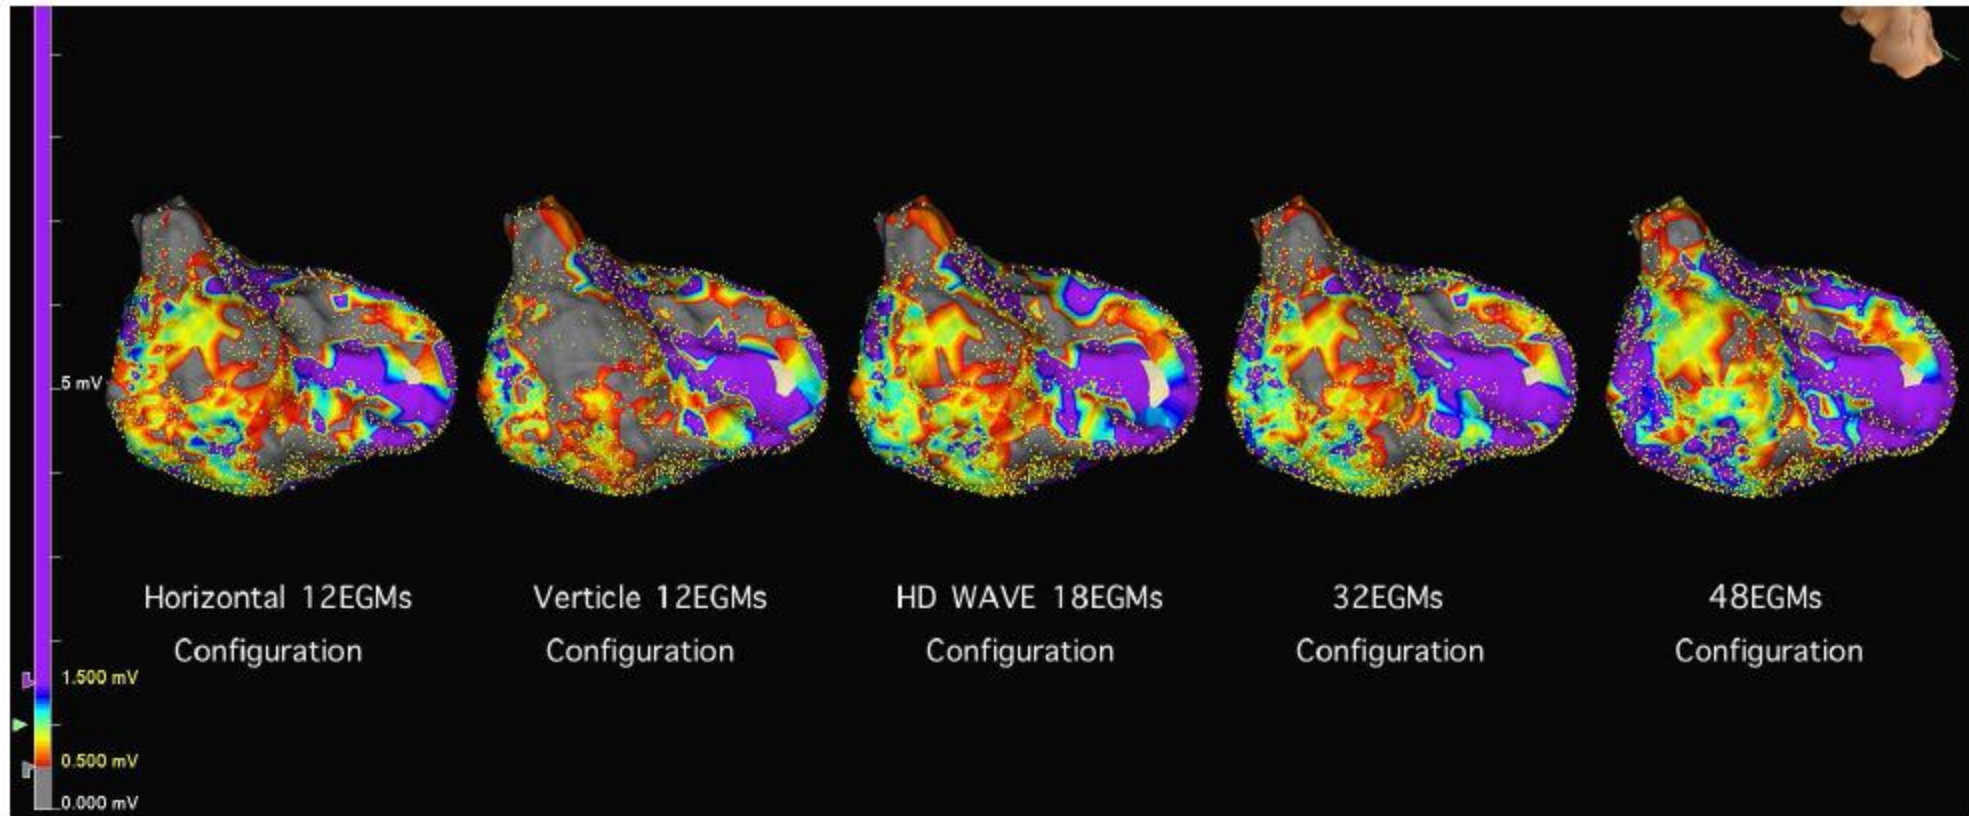 5 mV
1.500 mV
0.500 mV
0.000 mV
Horizontal 12EGMs
Configuration
Verticle 12EGMs
Configuration
HD WAVE 18EGMs
Configuration
32EGMs
Configuration
48EGMs
Configuration